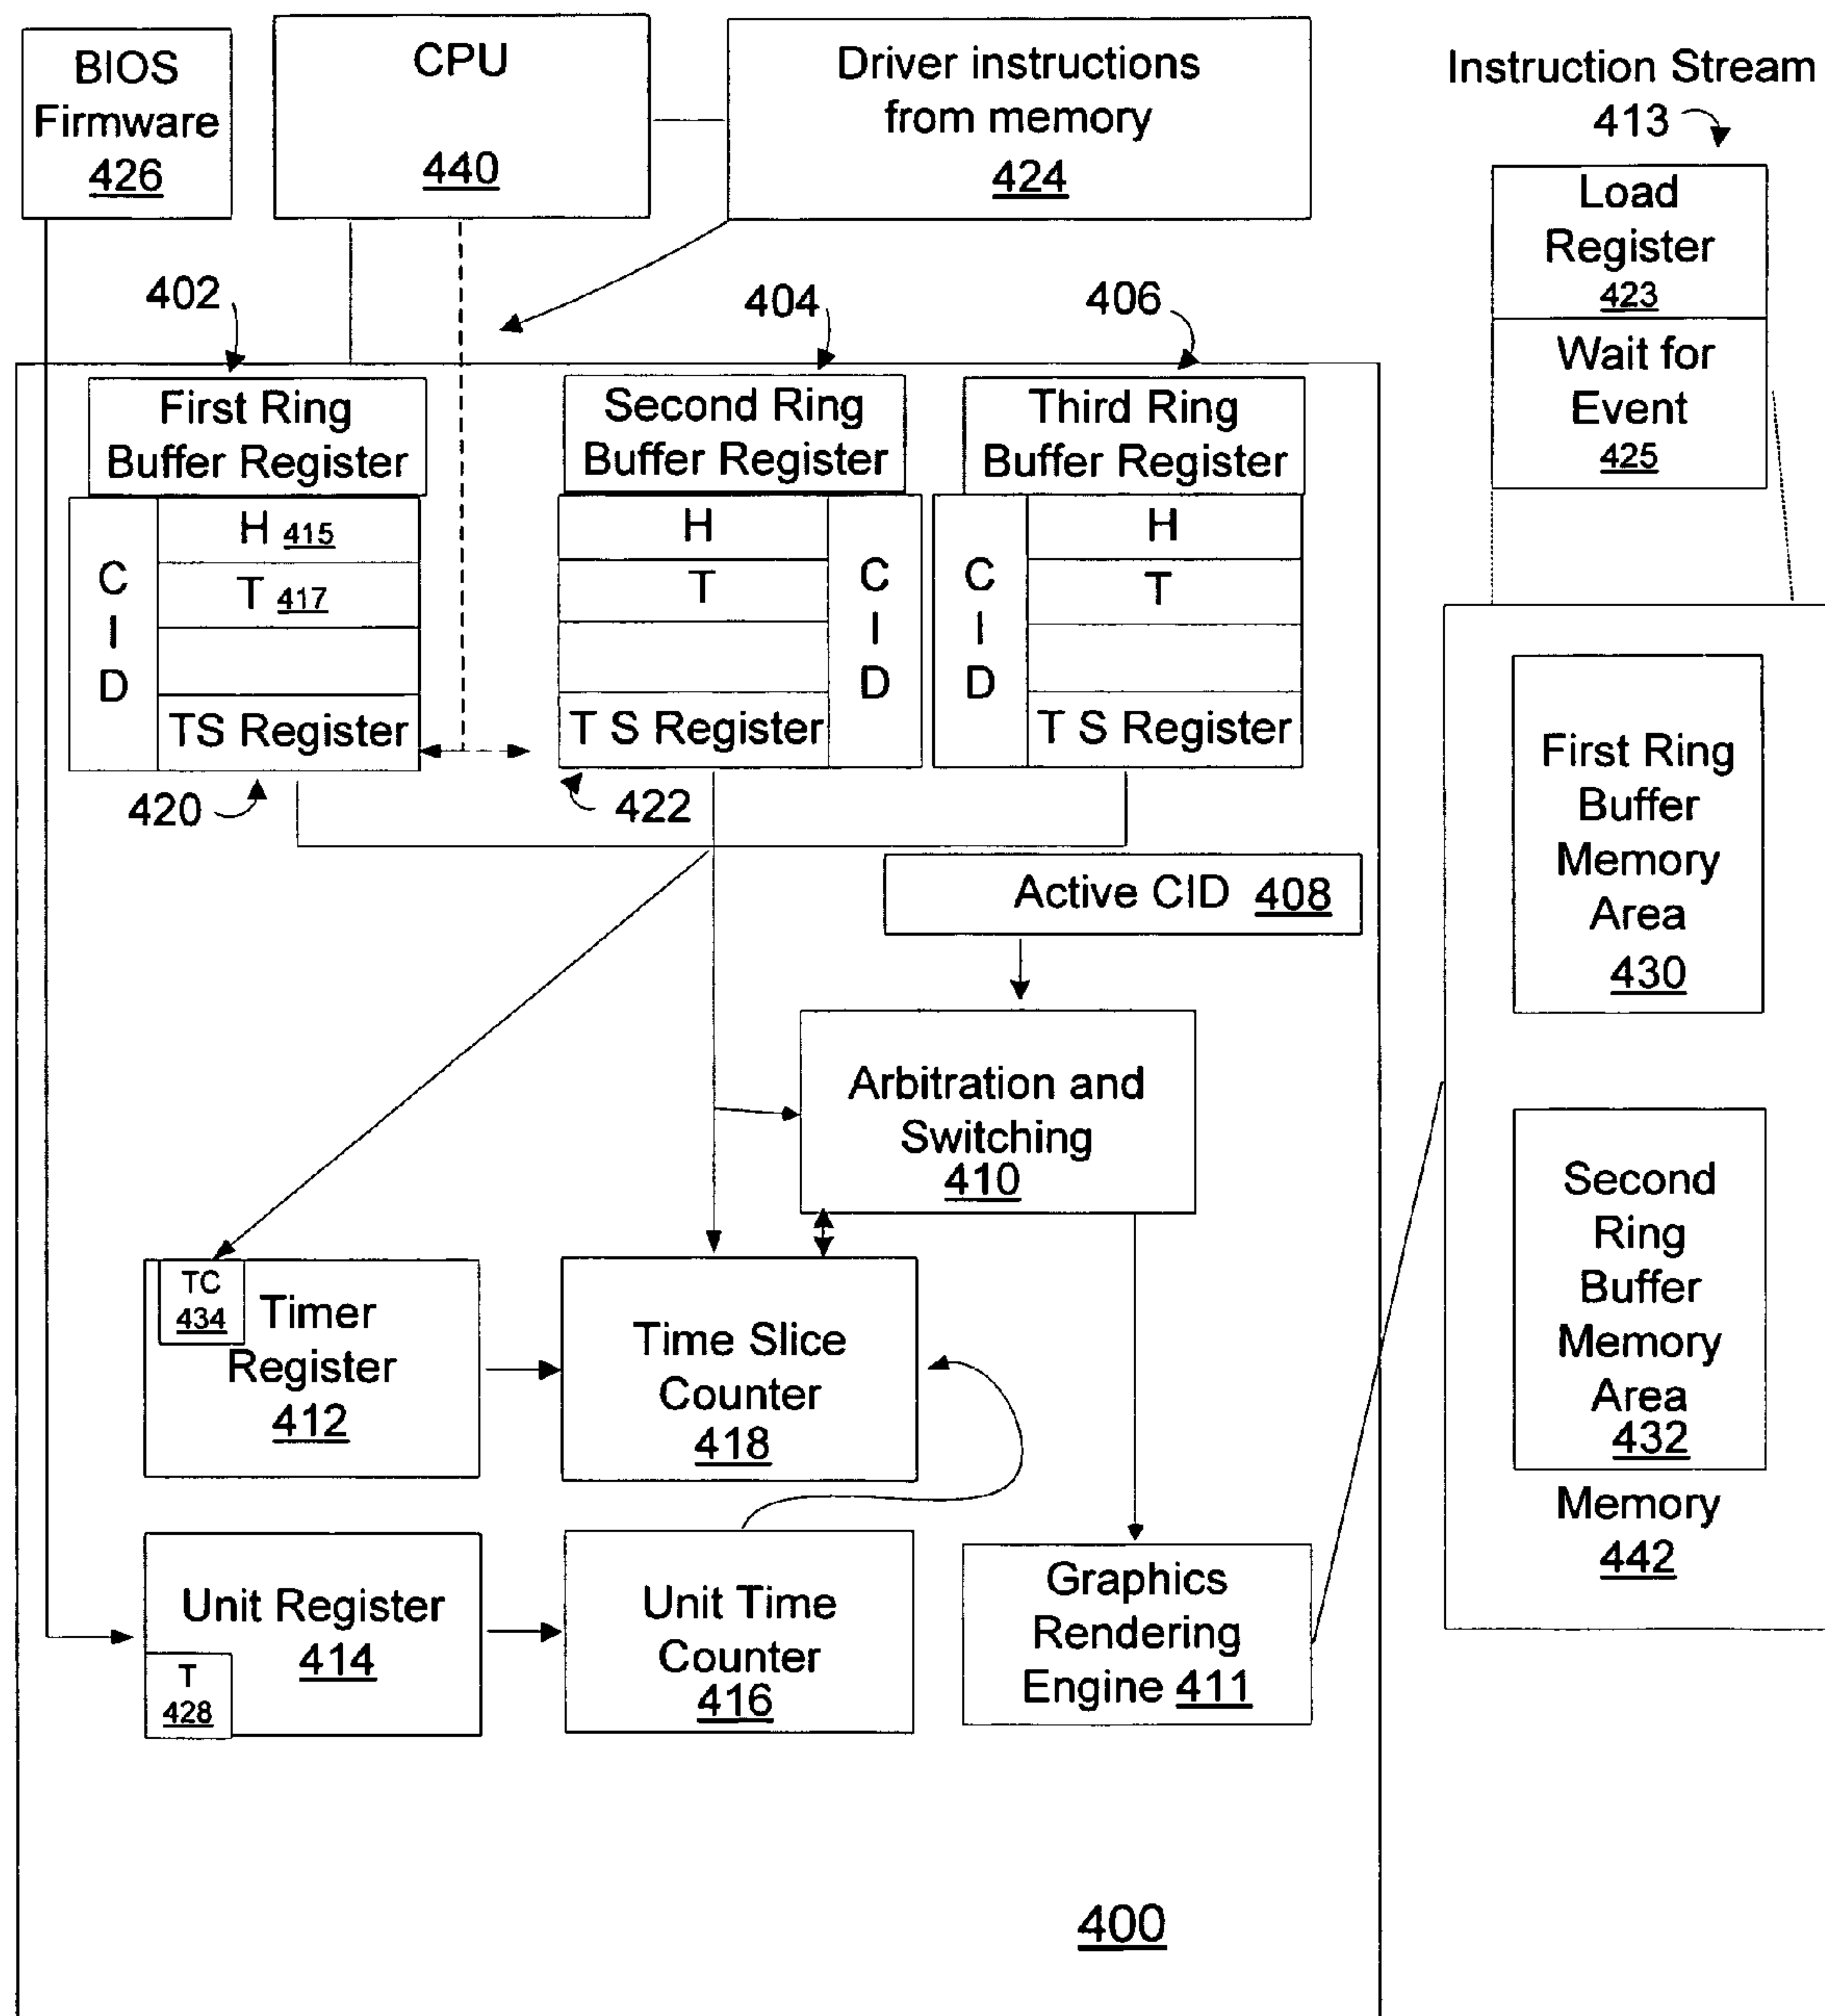 BIOS
Firmware
426
CPU
440
Driver instructions
from memory
424
Instruction Stream
413
Load
Register
423
Wait for
Event
425
402
404
406
First Ring
Buffer Register
C
I
D
H 415
T 417
TS Register
420
Second Ring
Buffer Register
H
T
T S Register
C
I
D
422
Third Ring
Buffer Register
C
I
D
H
T
T S Register
Active CID 408
Arbitration and
Switching
410
TC
434
Timer
Register
412
Time Slice
Counter
418
Unit Register
414
T
428
Unit Time
Counter
416
Graphics
Rendering
Engine 411
First Ring
Buffer
Memory
Area
430
Second
Ring
Buffer
Memory
Area
432
Memory
442
400